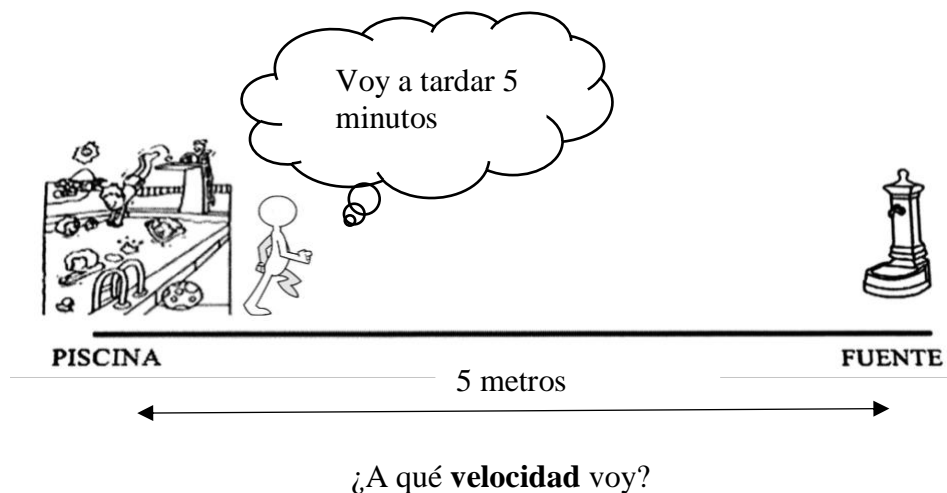 Voy a tardar 5
minutos
PISCINA
FUENTE
5 metros
¿A qué velocidad voy?